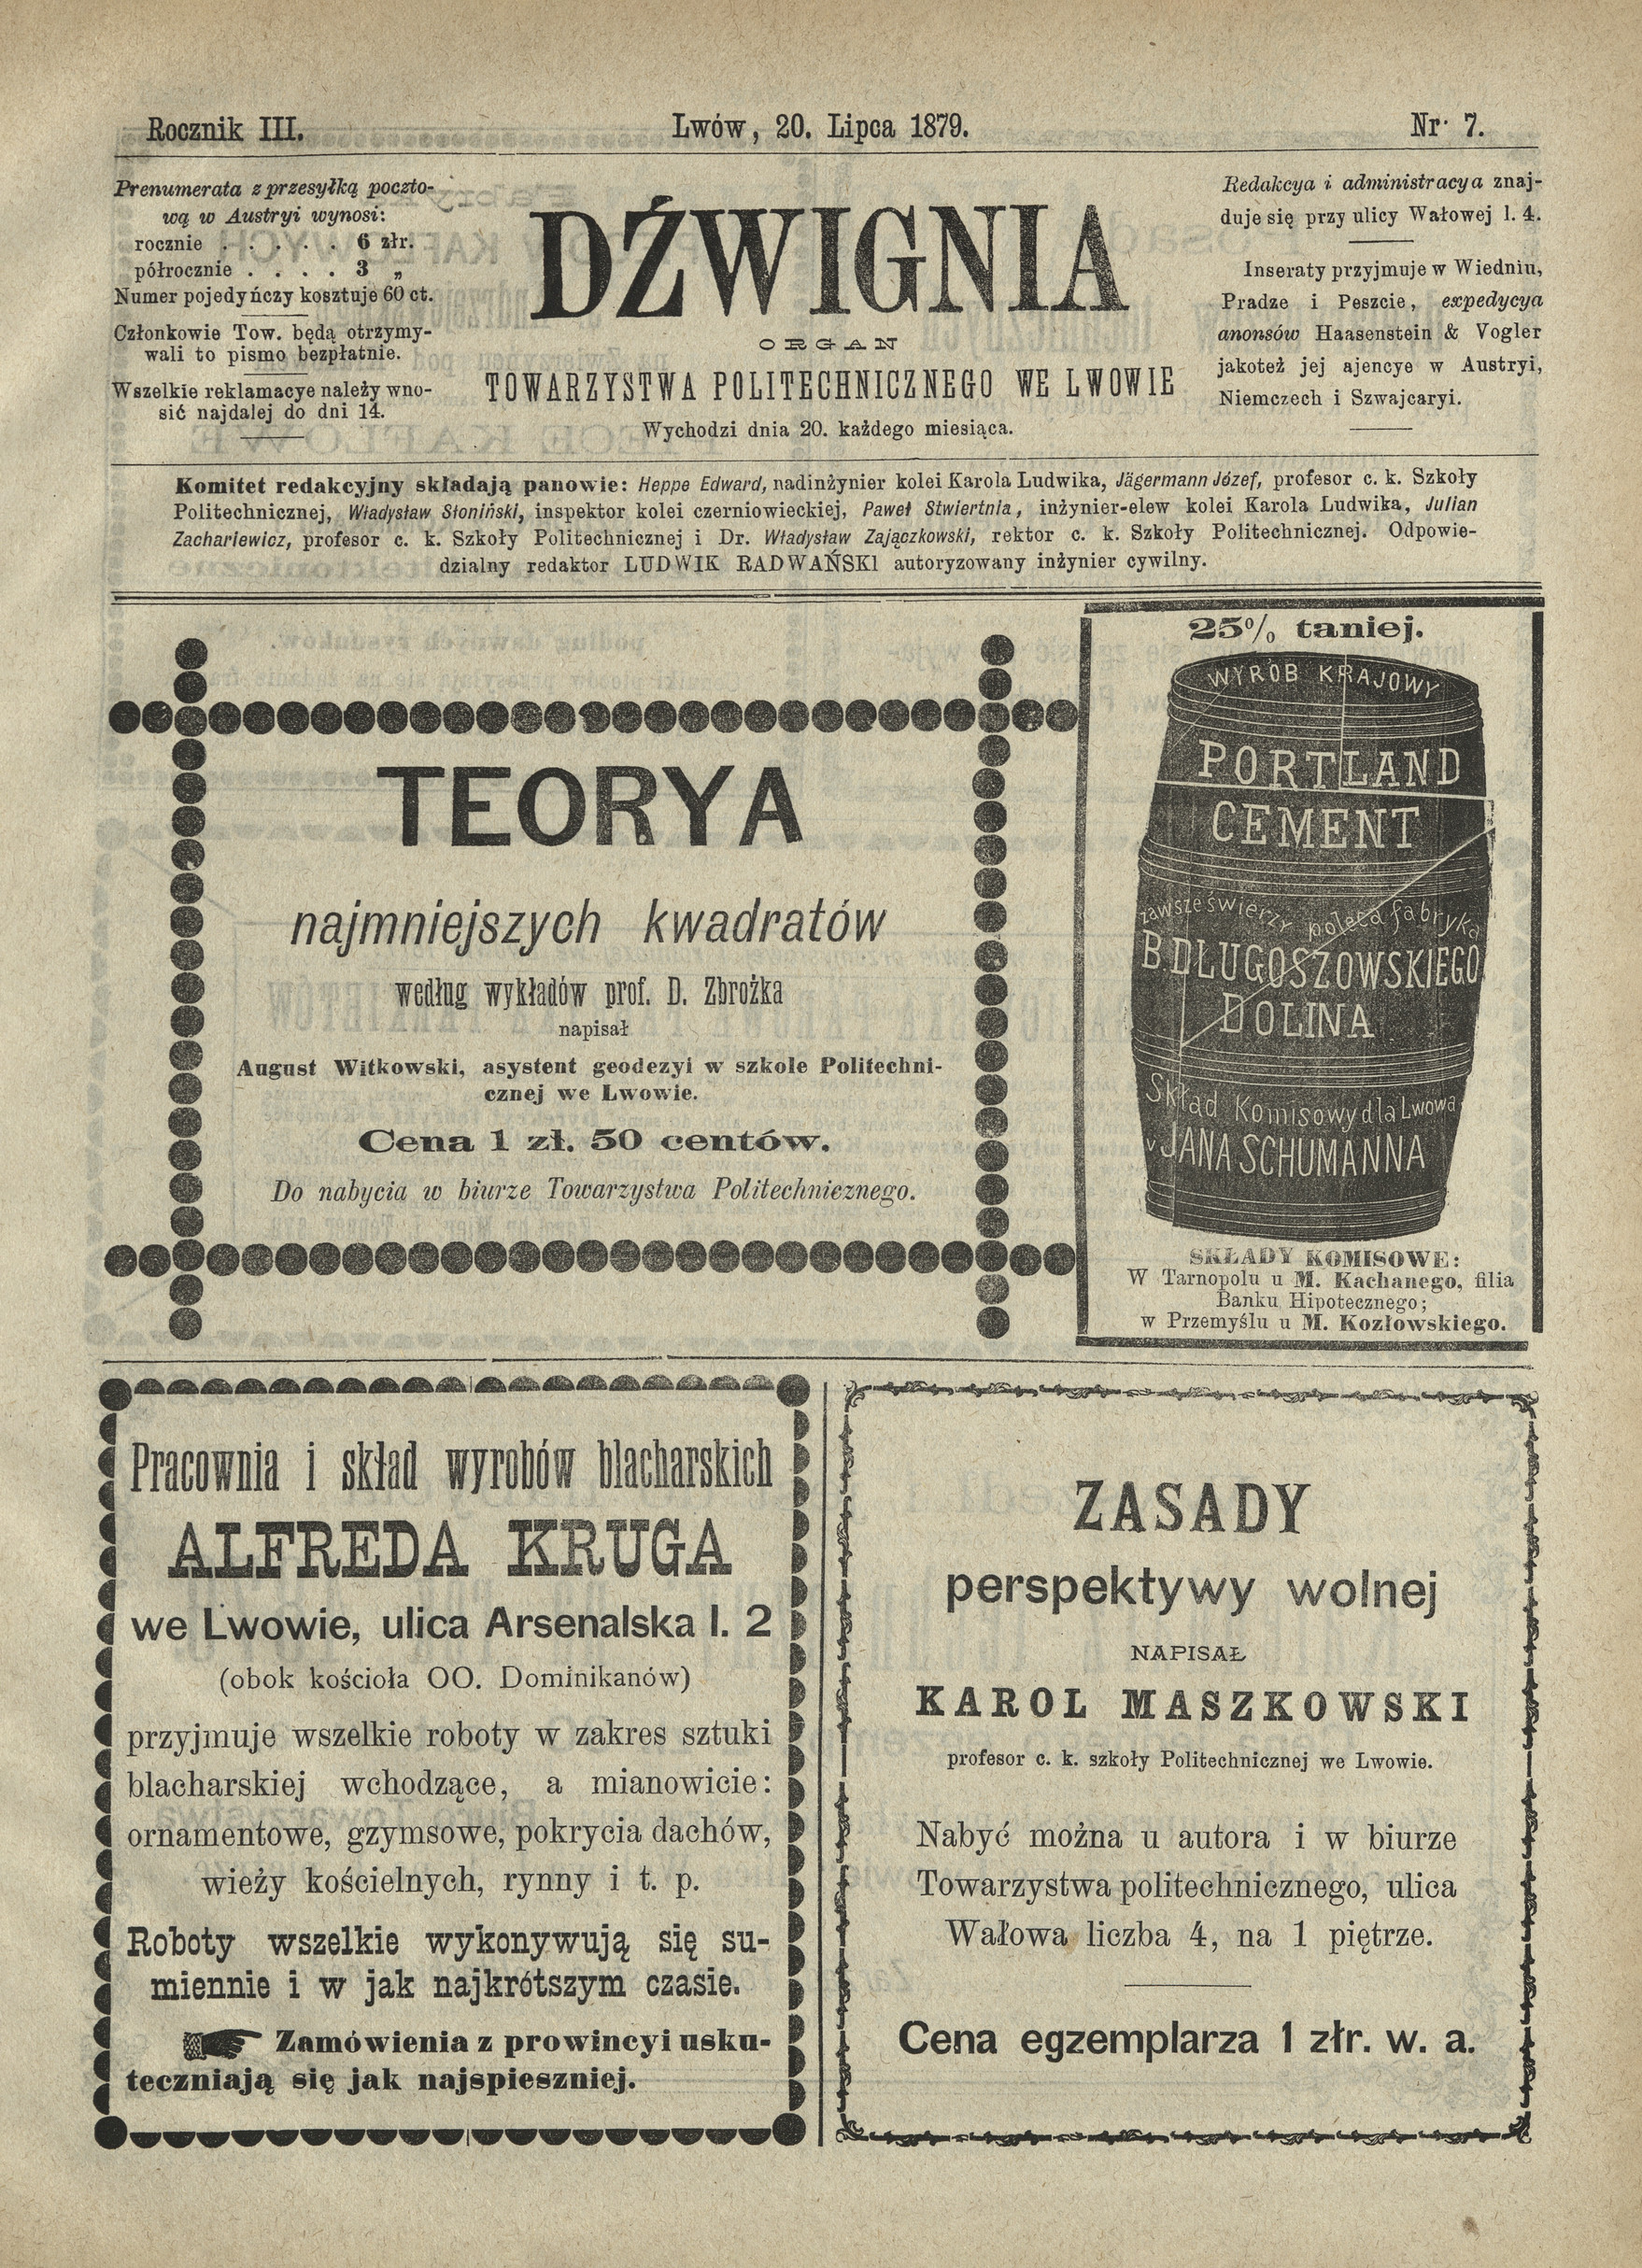 Rocznik III.
Lwów, 20. Lipca 1879.
Nr. 7.
Prenumerata z przesyłką poczto-
wą w Austryi wynosi:
rocznie . . . . . 6 złr.
półrocznie . . . . 3 „
Numer pojedyńczy kosztuje 60 ct.
Członkowie Tow. będą otrzymy-
wali to pismo bezpłatnie.
Wszelkie reklamacye należy wno-
sić najdalej do dni 14.
DŹWIGNIA
ORGAN
TOWARZYSTWA POLITECHNICZNEGO WE LWOWIE
Wychodzi dnia 20. każdego miesiąca.
Redakcya i administracya znaj-
duje się przy ulicy Wałowej l. 4.
Inseraty przyjmuje w Wiedniu,
Pradze i Peszcie, expedycya
anonsów Haasenstein & Vogler
jakoteż jej ajencye w Austryi,
Niemczech i Szwajcaryi.
Komitet redakcyjny składają panowie: Heppe Edward, nadinżynier kolei Karola Ludwika, Jägermann Józef, profesor c. k. Szkoły
Politechnicznej, Władysław Słoniński, inspektor kolei czerniowieckiej, Paweł Stwiertnia, inżynier-elew kolei Karola Ludwika, Julian
Zachariewicz, profesor c. k. Szkoły Politechnicznej i Dr. Władysław Zajączkowski, rektor c. k. Szkoły Politechnicznej. Odpowie-
dzialny redaktor LUDWIK RADWAŃSKI autoryzowany inżynier cywilny.
TEORYA
najmniejszych kwadratów
według wykładów prof. D. Zbrożka
napisał
August Witkowski, asystent geodezyi w szkole Politechni-
cznej we Lwowie.
Cena 1 zł. 50 centów.
Do nabycia w biurze Towarzystwa Politechnicznego.
25% taniej.
WYRÓB KRAJOWY
PORTLAND
CEMENT
zawsze świerzy poleca fabryka
B. DŁUGOSZOWSKIEGO
DOLINA
Skład Komisowy dla Lwowa
v JANA SCHUMANNA
SKŁADY KOMISOWE:
W Tarnopolu u M. Kachanego, filia
Banku Hipotecznego;
w Przemyślu u M. Kozłowskiego.
Pracownia i skład wyrobów blacharskich
ALFREDA KRUGA
we Lwowie, ulica Arsenalska l. 2
(obok kościoła OO. Dominikanów)
przyjmuje wszelkie roboty w zakres sztuki
blacharskiej wchodzące, a mianowicie:
ornamentowe, gzymsowe, pokrycia dachów,
wieży kościelnych, rynny i t. p.
Roboty wszelkie wykonywują się su-
miennie i w jak najkrótszym czasie.
Zamówienia z prowincyi usku-
teczniają się jak najspieszniej.
ZASADY
perspektywy wolnej
NAPISAŁ
KAROL MASZKOWSKI
profesor c. k. szkoły Politechnicznej we Lwowie.
Nabyć można u autora i w biurze
Towarzystwa politechnicznego, ulica
Wałowa liczba 4, na 1 piętrze.
Cena egzemplarza 1 złr. w. a.